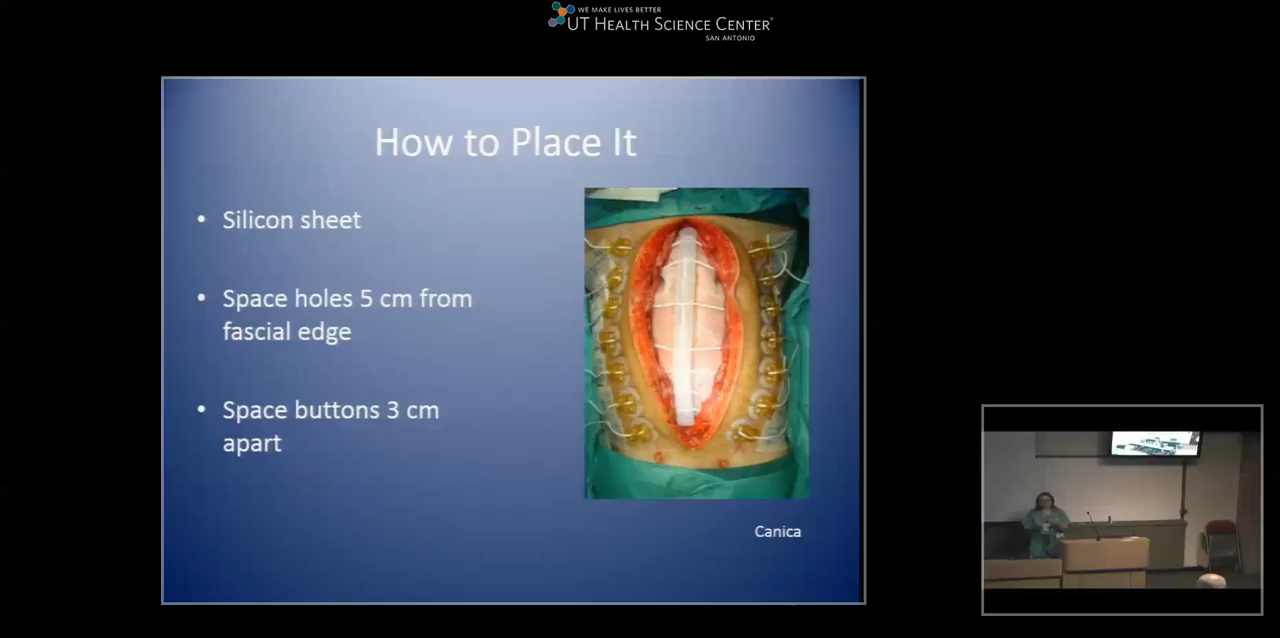 WE MAKE LIVES BETTER
UT HEALTH SCIENCE CENTER®
SAN ANTONIO
How to Place It
• Silicon sheet
• Space holes 5 cm from
fascial edge
• Space buttons 3 cm
apart
Canica